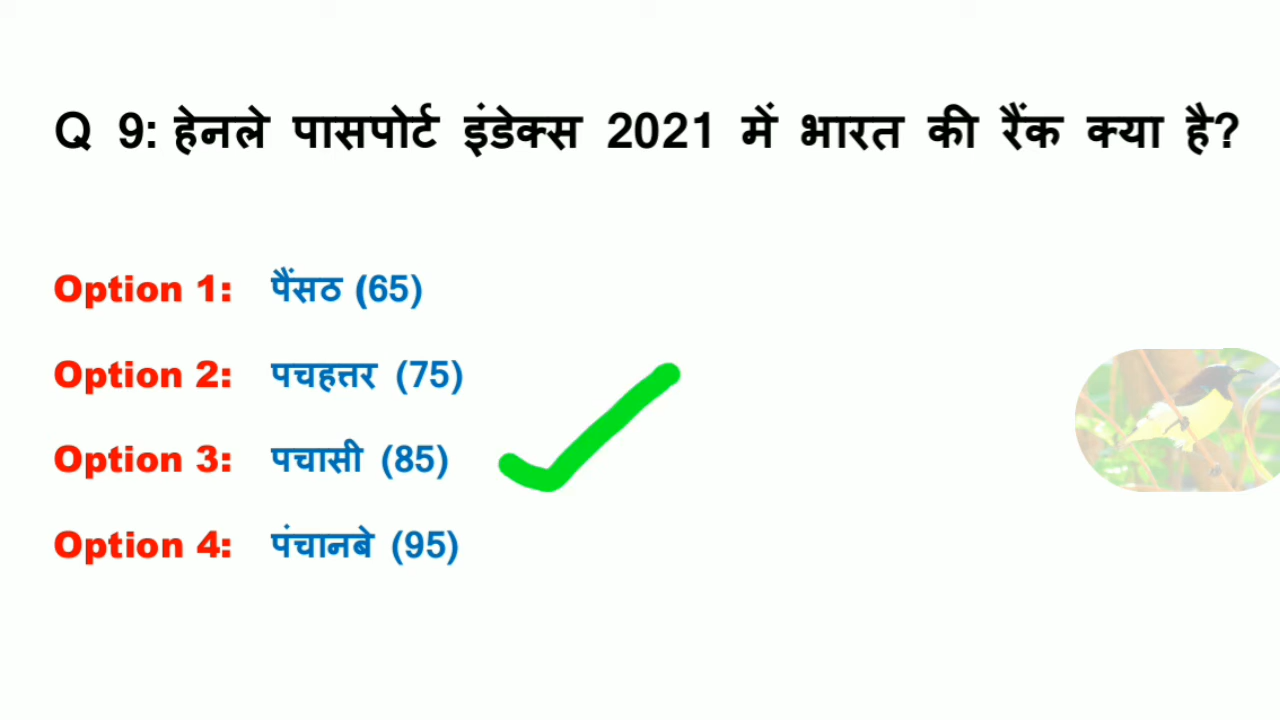 Q 9: हेनले पासपोर्ट इंडेक्स 2021 में भारत की रैंक क्या है?
Option 1: पैंसठ (65)
Option 2: पचहत्तर (75)
Option 3: पचासी (85)
Option 4: पंचानबे (95)